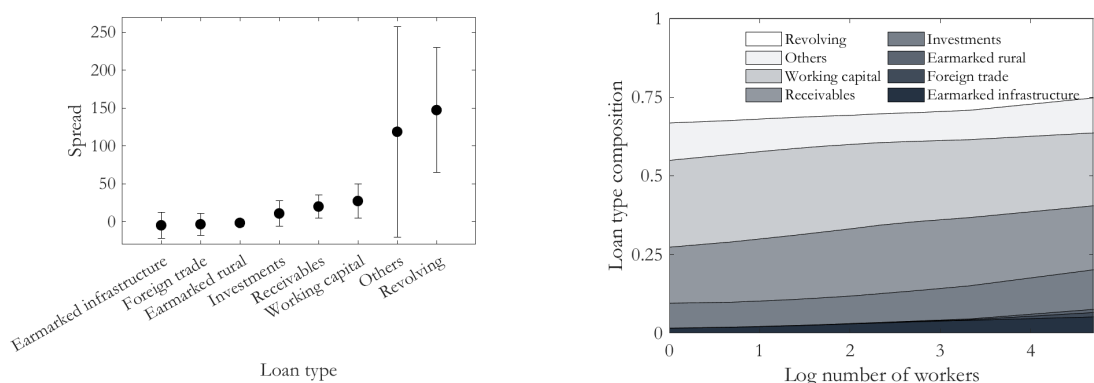 250
200
150
100
50
0
Spread
Earmarked infrastructure
Foreign trade
Earmarked rural
Investments
Receivables
Working capital
Others
Revolving
Loan type
1
0.75
0.5
0.25
0
Loan type composition
Revolving
Others
Working capital
Receivables
Investments
Earmarked rural
Foreign trade
Earmarked infrastructure
0 1 2 3 4
Log number of workers